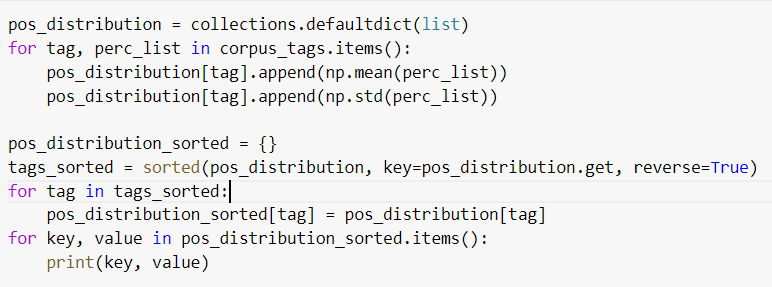 pos_distribution = collections.defaultdict(list)
for tag, perc_list in corpus_tags.items():
    pos_distribution[tag].append(np.mean(perc_list))
    pos_distribution[tag].append(np.std(perc_list))

pos_distribution_sorted = {}
tags_sorted = sorted(pos_distribution, key=pos_distribution.get, reverse=True)
for tag in tags_sorted:
    pos_distribution_sorted[tag] = pos_distribution[tag]
for key, value in pos_distribution_sorted.items():
    print(key, value)